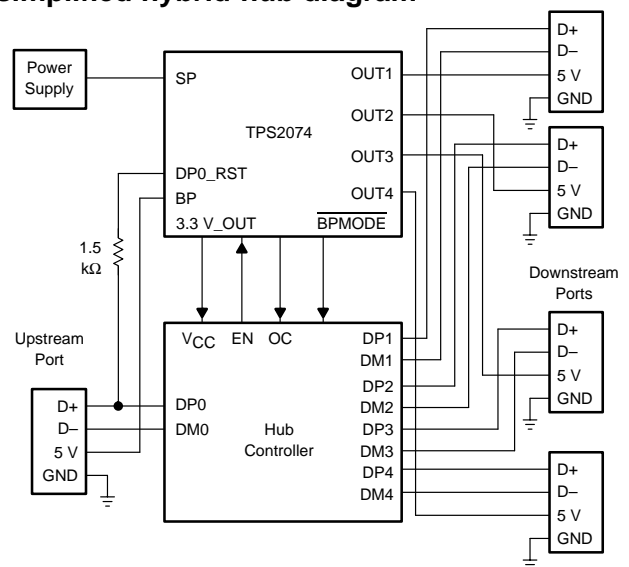 simplified hybrid hub diagram
Power
Supply
SP
TPS2074
DP0_RST
BP
3.3 V_OUT
BPMODE
OUT1
OUT2
OUT3
OUT4
D+
D–
5 V
GND
D+
D–
5 V
GND
1.5
kΩ
Downstream
Ports
Upstream
Port
D+
D–
5 V
GND
VCC
EN
OC
DP0
DM0
Hub
Controller
DP1
DM1
DP2
DM2
DP3
DM3
DP4
DM4
D+
D–
5 V
GND
D+
D–
5 V
GND